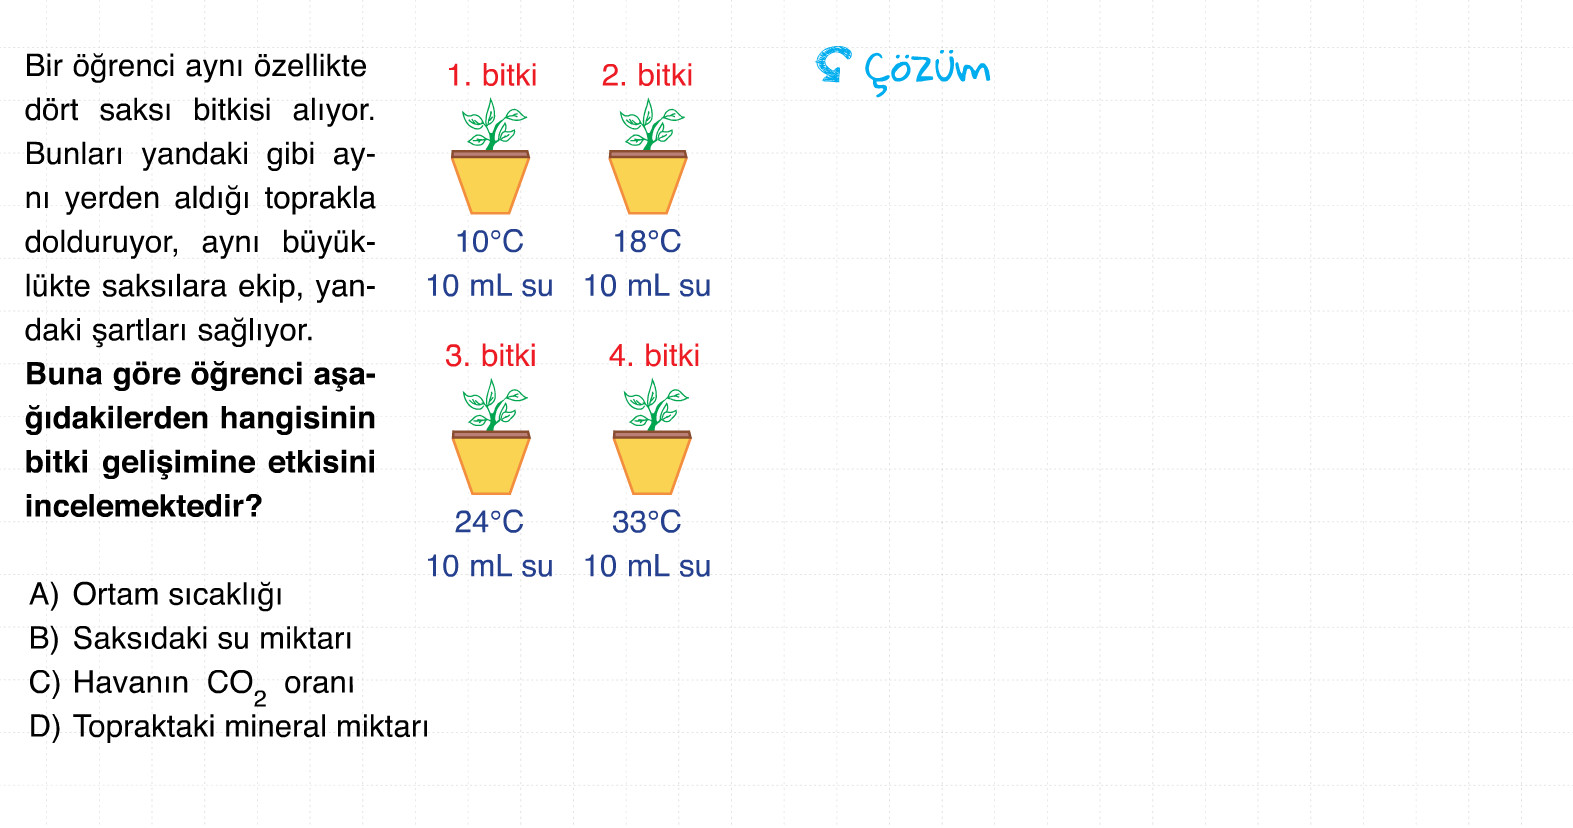 Bir öğrenci aynı özellikte
dört saksı bitkisi alıyor.
Bunları yandaki gibi ay-
nı yerden aldığı toprakla
dolduruyor, aynı büyük-
lükte saksılara ekip, yan-
daki şartları sağlıyor.
Buna göre öğrenci aşa-
ğıdakilerden hangisinin
bitki gelişimine etkisini
incelemektedir?
1. bitki 2. bitki
10°C 18°C
10 mL su 10 mL su
3. bitki 4. bitki
24°C 33°C
10 mL su 10 mL su
A) Ortam sıcaklığı
B) Saksıdaki su miktarı
C) Havanın CO₂ oranı
D) Topraktaki mineral miktarı
Çözüm